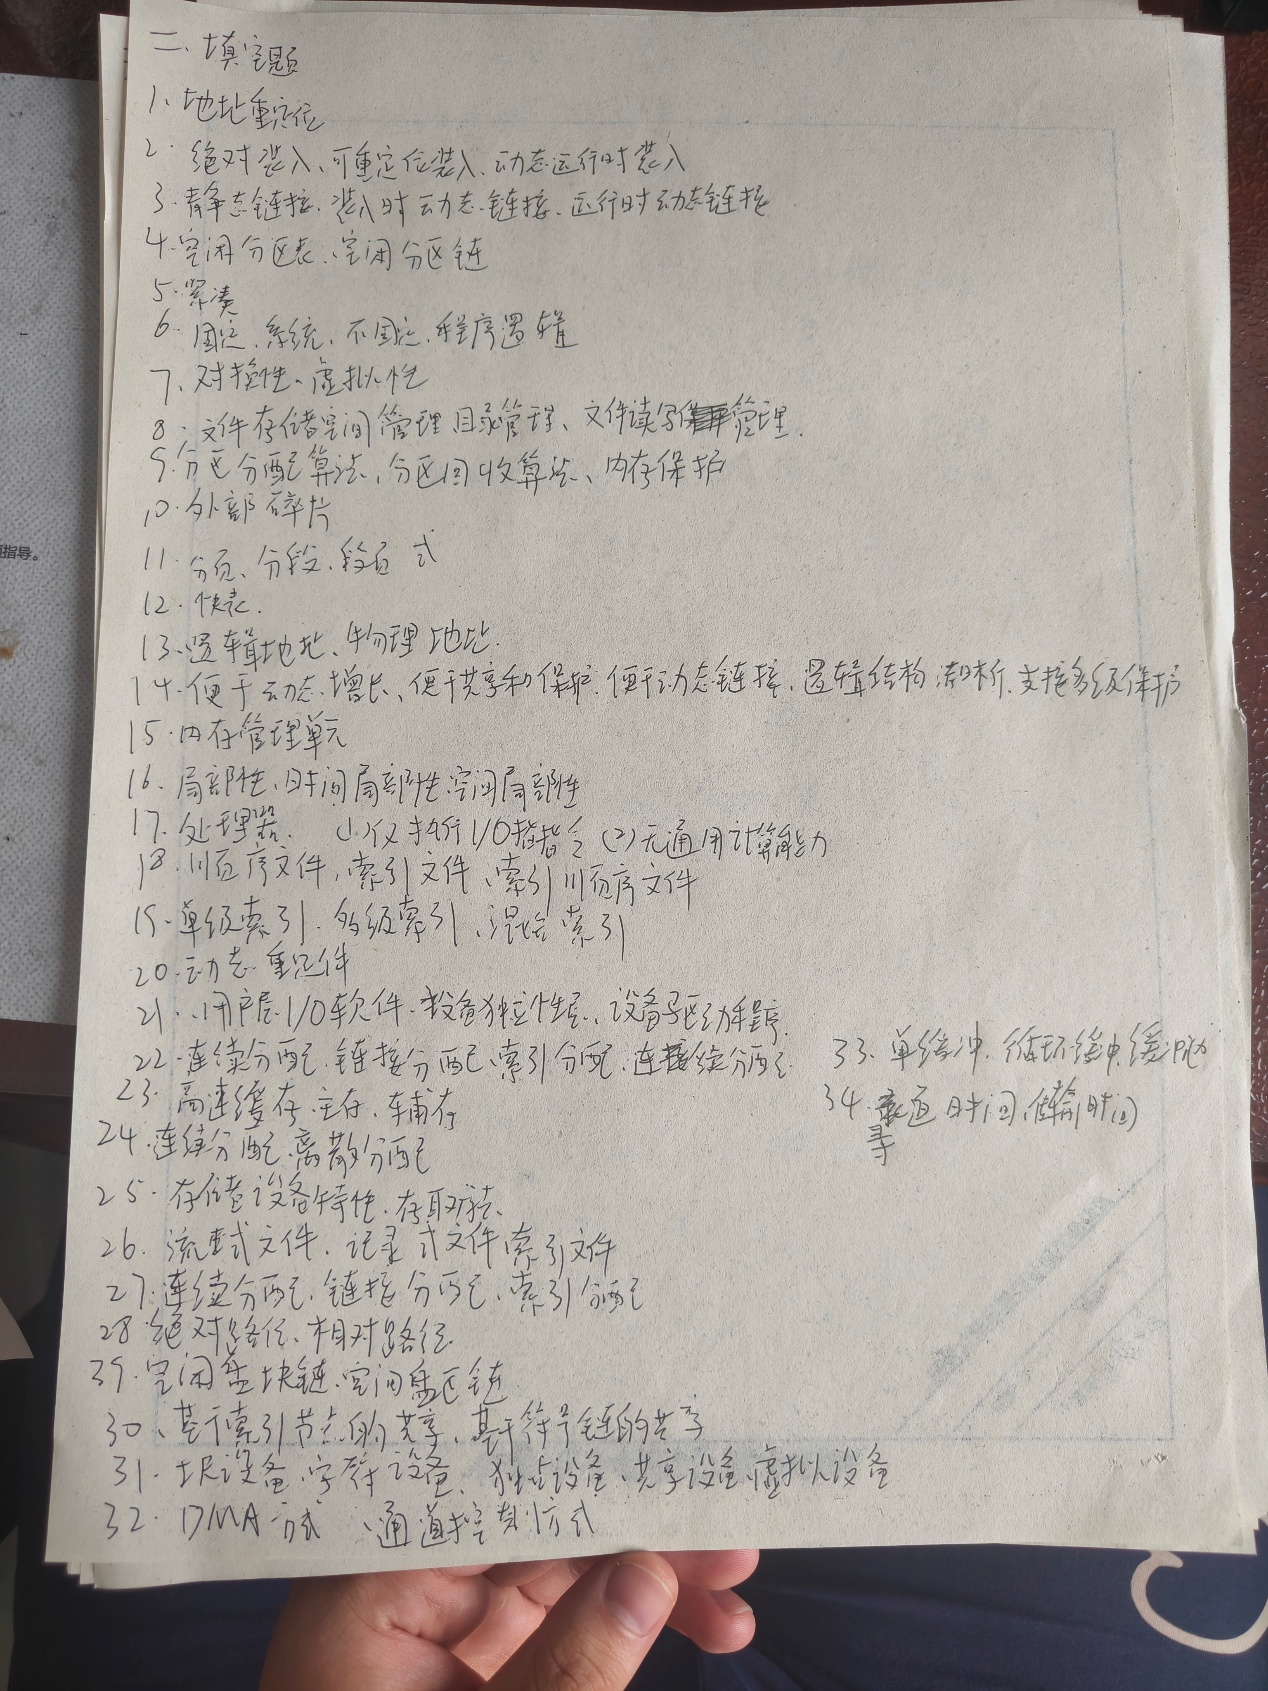 二、填空题
1、地址重定位
2. 绝对装入、可重定位装入、动态运行时装入
3. 静态链接、装入时动态链接、运行时动态链接
4. 空闲分区表、空闲分区链
5. 紧凑
6. 固定、系统、不固定、程序逻辑
7、对换性、虚拟性
8. 文件存储空间管理 目录管理、文件读写管理.
9. 分区分配算法、分区回收算法、内存保护
10. 外部碎片
11. 分页、分段、段页式
12. 快表.
13. 逻辑地址、物理地址.
14. 便于动态增长、便于共享和保护、便于动态链接、逻辑结构清晰、支持多级保护
15. 内存管理单元
16. 局部性、时间局部性、空间局部性
17. 处理器、 (1)仅执行I/O指令 (2)无通用计算能力
18. 顺序文件、索引文件、索引顺序文件
19. 单级索引、多级索引、混合索引
20. 动态重定件
21. 用户层I/O软件、设备独立性层、设备驱动程序.
22. 连续分配、链接分配、索引分配、连续分配
33. 单缓冲、循环缓冲、缓冲池
23. 高速缓存、主存、辅存
34. 寻道时间、传输时间
24. 连续分配、离散分配
25. 存储设备特性、存取方法
26. 流式文件、记录式文件 索引文件
27. 连续分配、链接分配、索引分配
28. 绝对路径、相对路径.
39. 空闲盘块链、空闲盘区链
30、基于索引节点的共享、基于符号链的共享
31. 块设备、字符设备、独占设备、共享设备、虚拟设备
32. DMA方式 、通道控制方式
指导。